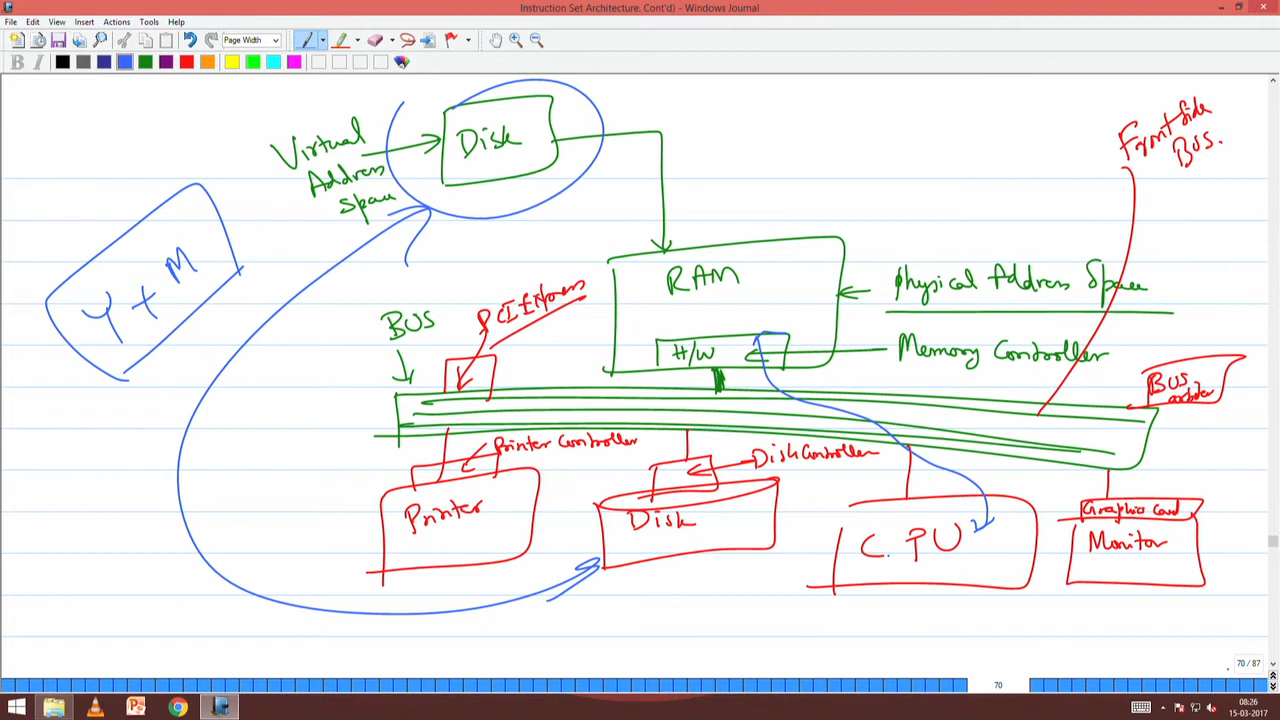 Instruction Set Architecture. Cont'd) - Windows Journal
File Edit View Insert Actions Tools Help
Page Width
B I
Front Side
BUS.
Virtual
Address
Space
Disk
Y + M
RAM
Physical Address Space
PCI Express
BUS
H/W
Memory Controller
BUS
arbiter
Printer Controller
Disk Controller
Printer
Disk
C.PU
Graphics Card
Monitor
70 / 87
70
08:26
15-03-2017